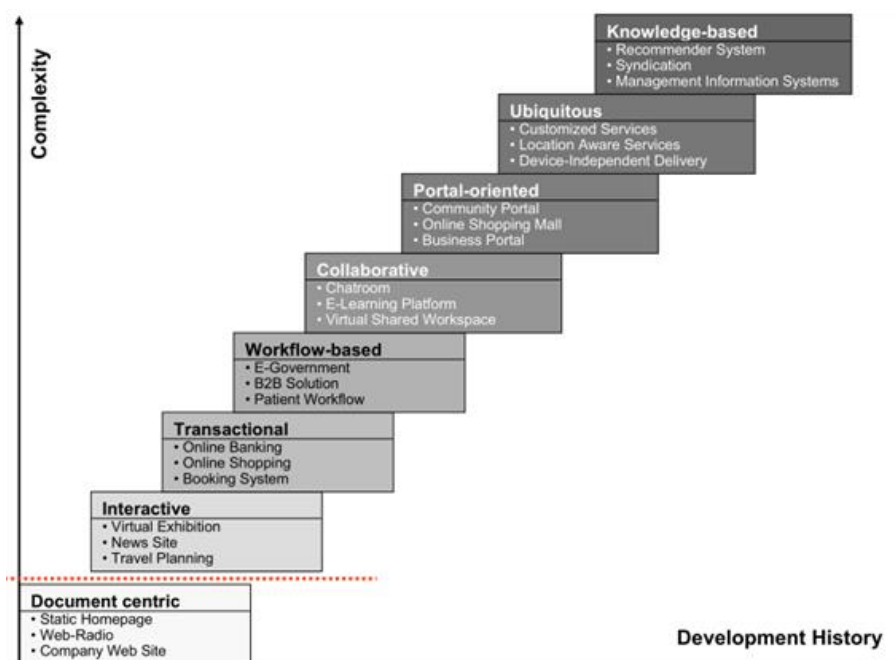 Complexity
Knowledge-based
• Recommender System
• Syndication
• Management Information Systems
Ubiquitous
• Customized Services
• Location Aware Services
• Device-Independent Delivery
Portal-oriented
• Community Portal
• Online Shopping Mall
• Business Portal
Collaborative
• Chatroom
• E-Learning Platform
• Virtual Shared Workspace
Workflow-based
• E-Government
• B2B Solution
• Patient Workflow
Transactional
• Online Banking
• Online Shopping
• Booking System
Interactive
• Virtual Exhibition
• News Site
• Travel Planning
Document centric
• Static Homepage
• Web-Radio
• Company Web Site
Development History